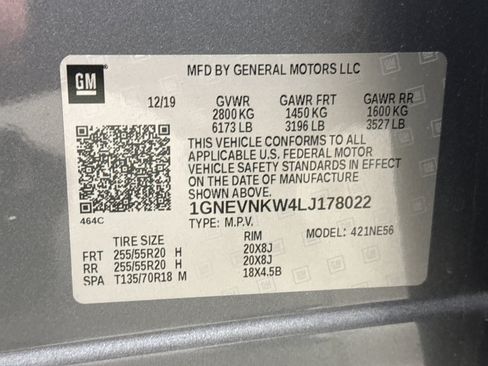 GM
MFD BY GENERAL MOTORS LLC
12/19 GVWR GAWR FRT GAWR RR
2800 KG 1450 KG 1600 KG
6173 LB 3196 LB 3527 LB
THIS VEHICLE CONFORMS TO ALL
APPLICABLE U.S. FEDERAL MOTOR
VEHICLE SAFETY STANDARDS IN EFFECT
ON THE DATE OF MANUFACTURE
SHOWN ABOVE.
464C
1GNEVNKW4LJ178022
TYPE: M.P.V. MODEL: 421NE56
TIRE SIZE RIM
FRT 255/55R20 H 20X8J
RR 255/55R20 H 20X8J
SPA T135/70R18 M 18X4.5B